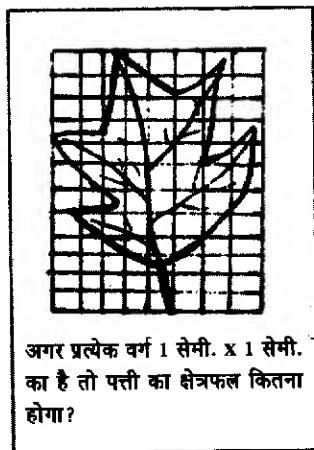 अगर प्रत्येक वर्ग 1 सेमी. x 1 सेमी.
का है तो पत्ती का क्षेत्रफल कितना
होगा?